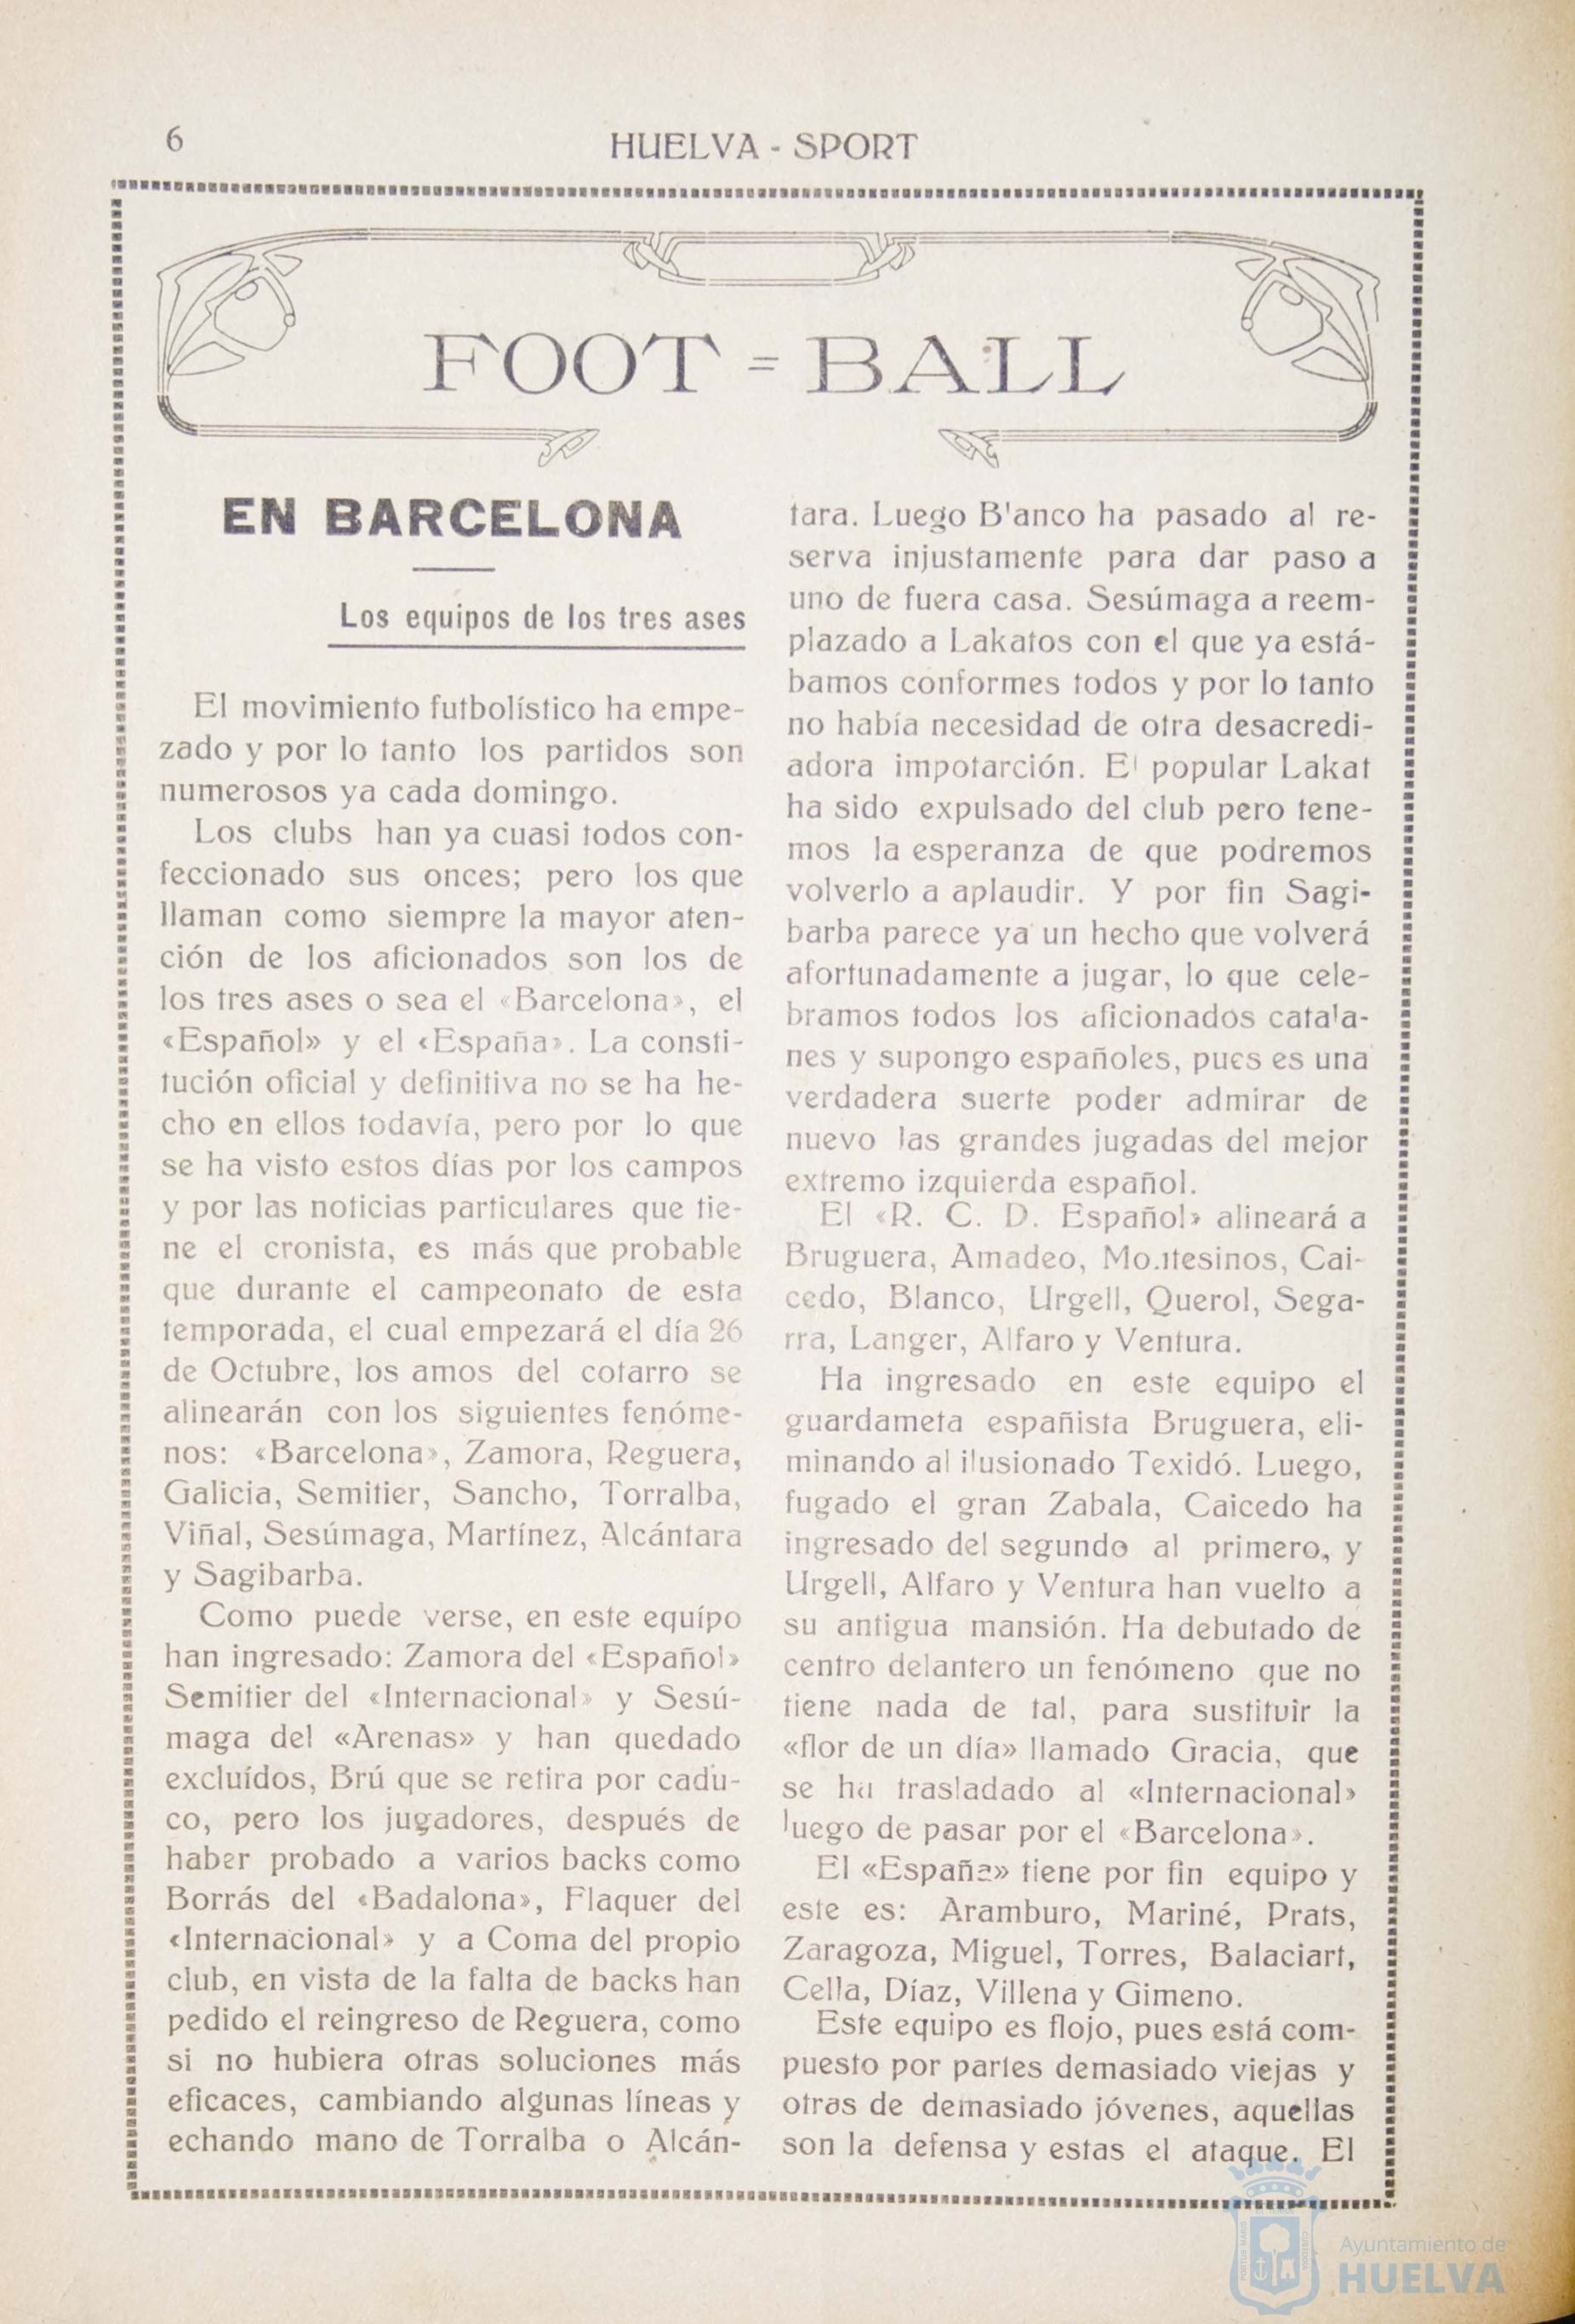 6
HUELVA - SPORT
FOOT = BALL
EN BARCELONA
Los equipos de los tres ases
El movimiento futbolístico ha empe-
zado y por lo tanto los partidos son
numerosos ya cada domingo.
Los clubs han ya cuasi todos con-
feccionado sus onces; pero los que
llaman como siempre la mayor aten-
ción de los aficionados son los de
los tres ases o sea el «Barcelona», el
«Español» y el «España». La consti-
tución oficial y definitiva no se ha he-
cho en ellos todavía, pero por lo que
se ha visto estos días por los campos
y por las noticias particulares que tie-
ne el cronista, es más que probable
que durante el campeonato de esta
temporada, el cual empezará el día 26
de Octubre, los amos del cotarro se
alinearán con los siguientes fenóme-
nos: «Barcelona», Zamora, Reguera,
Galicia, Semitier, Sancho, Torralba,
Viñal, Sesúmaga, Martínez, Alcántara
y Sagibarba.
Como puede verse, en este equípo
han ingresado: Zamora del «Español»
Semitier del «Internacional» y Sesú-
maga del «Arenas» y han quedado
excluídos, Brú que se retira por cadu-
co, pero los jugadores, después de
haber probado a varios backs como
Borrás del «Badalona», Flaquer del
«Internacional» y a Coma del propio
club, en vista de la falta de backs han
pedido el reingreso de Reguera, como
si no hubiera otras soluciones más
eficaces, cambiando algunas líneas y
echando mano de Torralba o Alcán-
tara. Luego B'anco ha pasado al re-
serva injustamente para dar paso a
uno de fuera casa. Sesúmaga a reem-
plazado a Lakatos con el que ya está-
bamos conformes todos y por lo tanto
no había necesidad de otra desacredi-
adora impotarción. El popular Lakat
ha sido expulsado del club pero tene-
mos la esperanza de que podremos
volverlo a aplaudir. Y por fin Sagi-
barba parece ya un hecho que volverá
afortunadamente a jugar, lo que cele-
bramos todos los aficionados catala-
nes y supongo españoles, pues es una
verdadera suerte poder admirar de
nuevo las grandes jugadas del mejor
extremo izquierda español.
El «R. C. D. Español» alineará a
Bruguera, Amadeo, Montesinos, Cai-
cedo, Blanco, Urgell, Querol, Sega-
rra, Langer, Alfaro y Ventura.
Ha ingresado en este equipo el
guardameta españista Bruguera, eli-
minando al ilusionado Texidó. Luego,
fugado el gran Zabala, Caicedo ha
ingresado del segundo al primero, y
Urgell, Alfaro y Ventura han vuelto a
su antigua mansión. Ha debutado de
centro delantero un fenómeno que no
tiene nada de tal, para sustituir la
«flor de un día» llamado Gracia, que
se ha trasladado al «Internacional»
luego de pasar por el «Barcelona».
El «España» tiene por fin equipo y
este es: Aramburo, Mariné, Prats,
Zaragoza, Miguel, Torres, Balaciart,
Cella, Díaz, Villena y Gimeno.
Este equipo es flojo, pues está com-
puesto por partes demasiado viejas y
otras de demasiado jóvenes, aquellas
son la defensa y estas el ataque. El
Ayuntamiento de
HUELVA